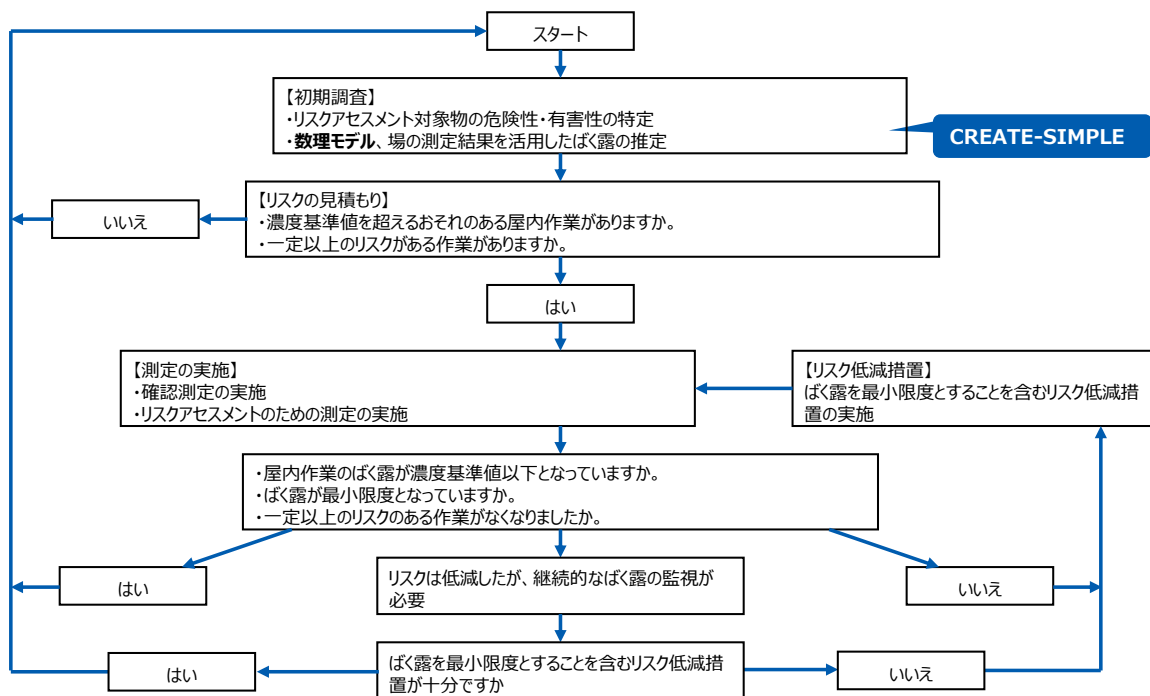 スタート
【初期調査】
・リスクアセスメント対象物の危険性・有害性の特定
・数理モデル、場の測定結果を活用したばく露の推定
CREATE-SIMPLE
【リスクの見積もり】
・濃度基準値を超えるおそれのある屋内作業がありますか。
・一定以上のリスクがある作業がありますか。
いいえ
はい
【測定の実施】
・確認測定の実施
・リスクアセスメントのための測定の実施
【リスク低減措置】
ばく露を最小限度とすることを含むリスク低減措
置の実施
・屋内作業のばく露が濃度基準値以下となっていますか。
・ばく露が最小限度となっていますか。
・一定以上のリスクのある作業がなくなりましたか。
はい
リスクは低減したが、継続的なばく露の監視が
必要
いいえ
はい
ばく露を最小限度とすることを含むリスク低減措
置が十分ですか
いいえ